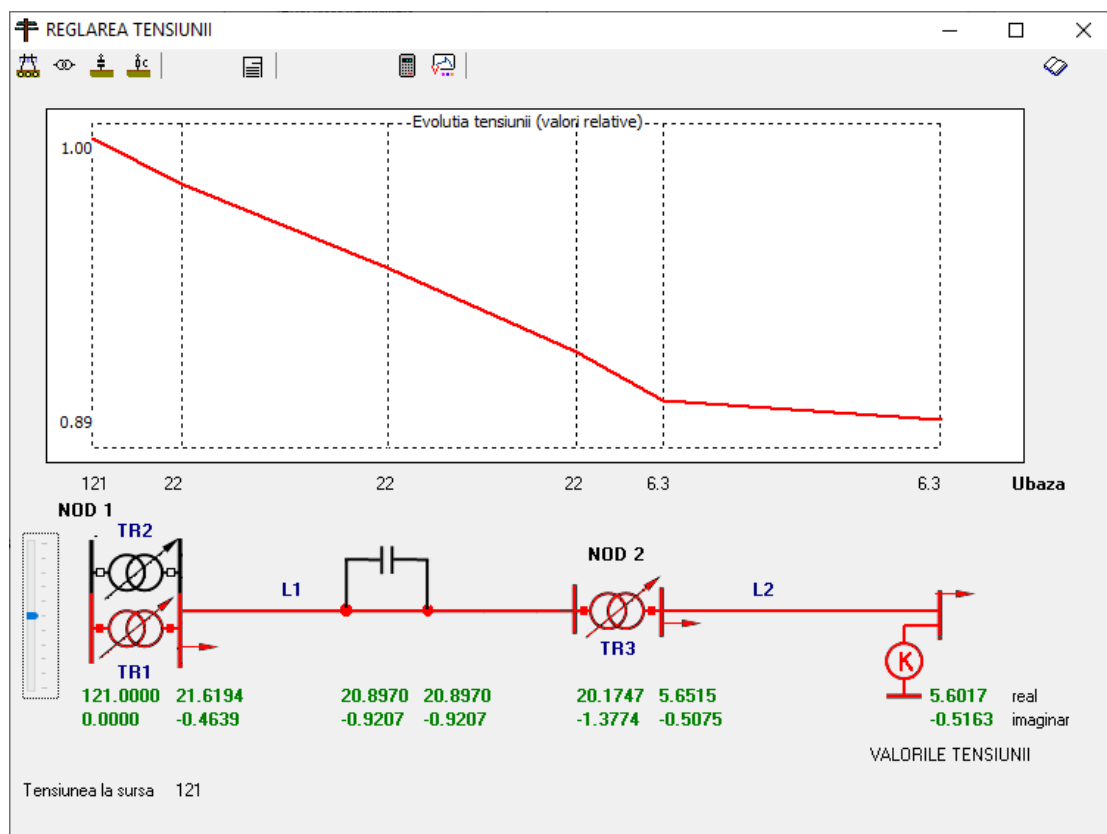 REGLAREA TENSIUNII
Evolutia tensiunii (valori relative)
1.00
0.89
121 22 22 22 6.3 6.3 Ubaza
NOD 1
TR2
NOD 2
L1 L2
TR3
TR1
K
121.0000 21.6194 20.8970 20.8970 20.1747 5.6515 5.6017 real
0.0000 -0.4639 -0.9207 -0.9207 -1.3774 -0.5075 -0.5163 imaginar
VALORILE TENSIUNII
Tensiunea la sursa 121